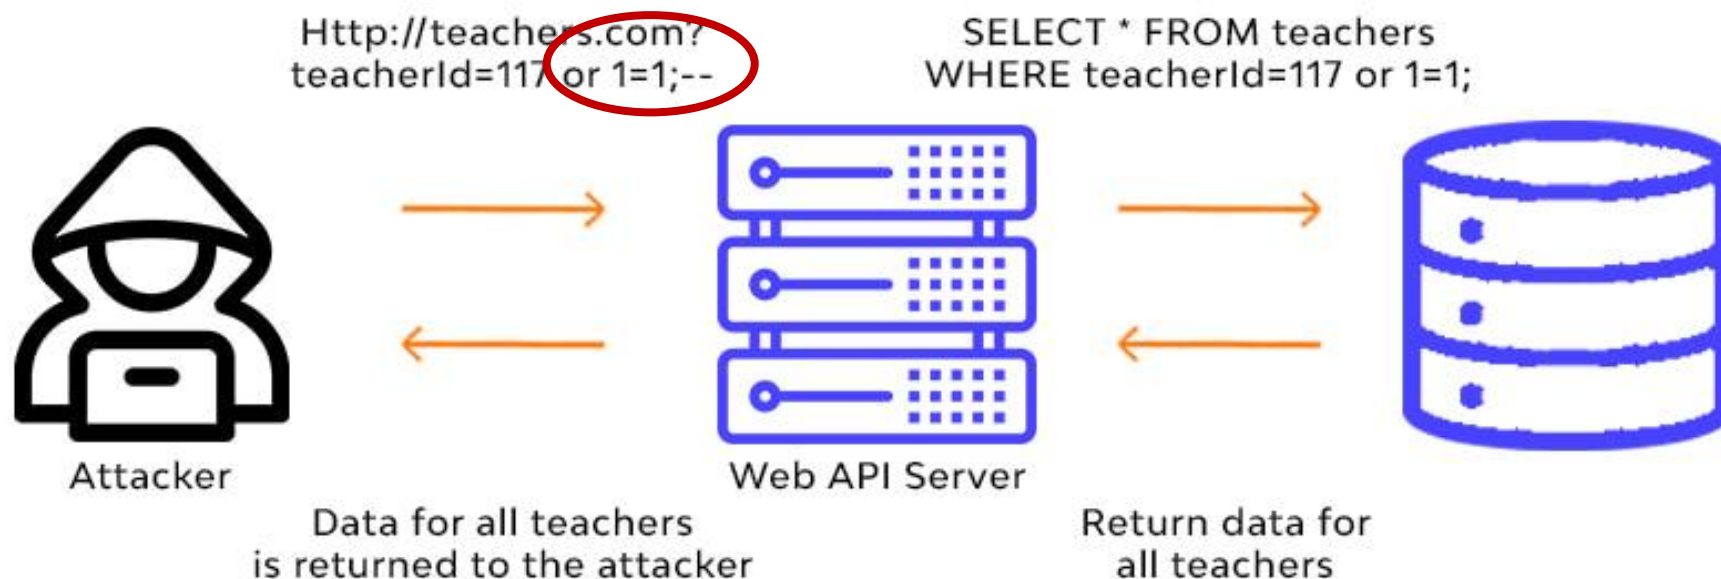 Http://teachers.com?
teacherId=117 or 1=1;--
SELECT * FROM teachers
WHERE teacherId=117 or 1=1;
Attacker
Web API Server
Data for all teachers
is returned to the attacker
Return data for
all teachers